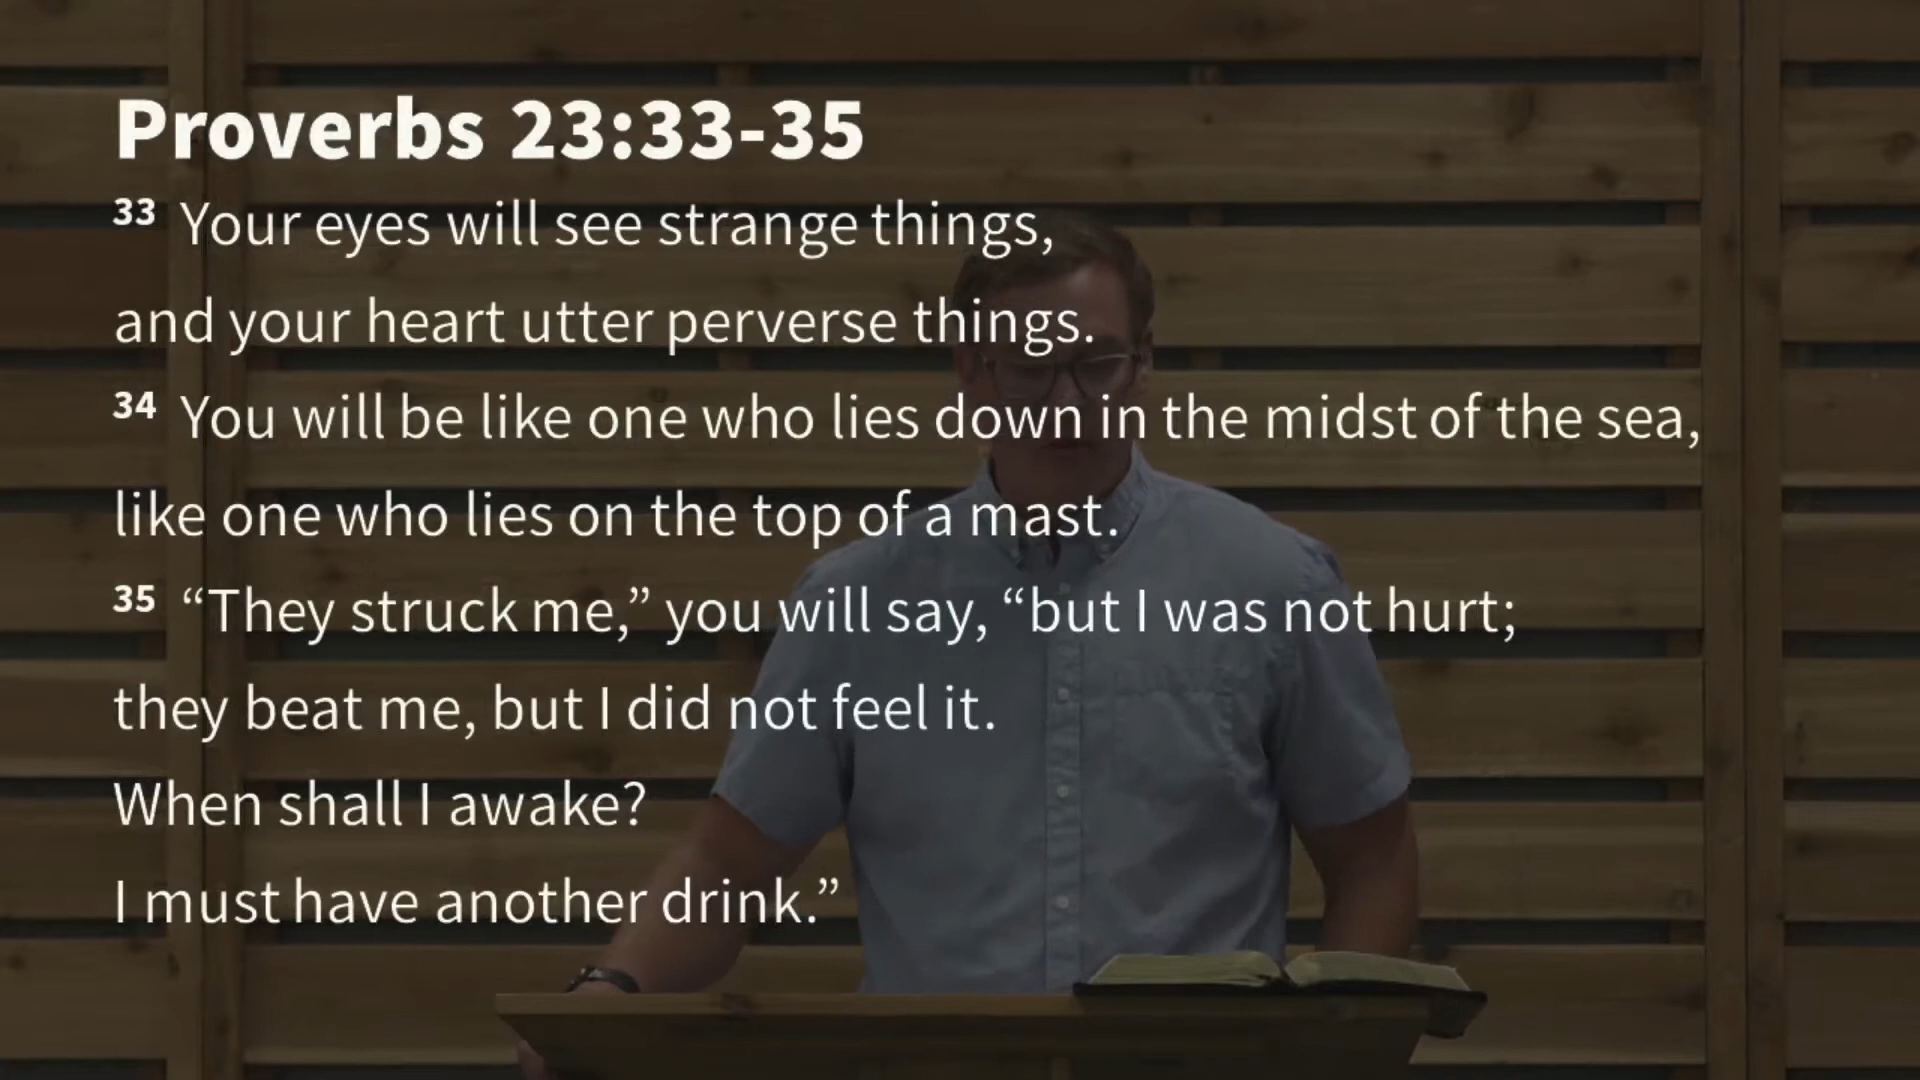 Proverbs 23:33-35
33 Your eyes will see strange things,
and your heart utter perverse things.
34 You will be like one who lies down in the midst of the sea,
like one who lies on the top of a mast.
35 “They struck me,” you will say, “but I was not hurt;
they beat me, but I did not feel it.
When shall I awake?
I must have another drink.”